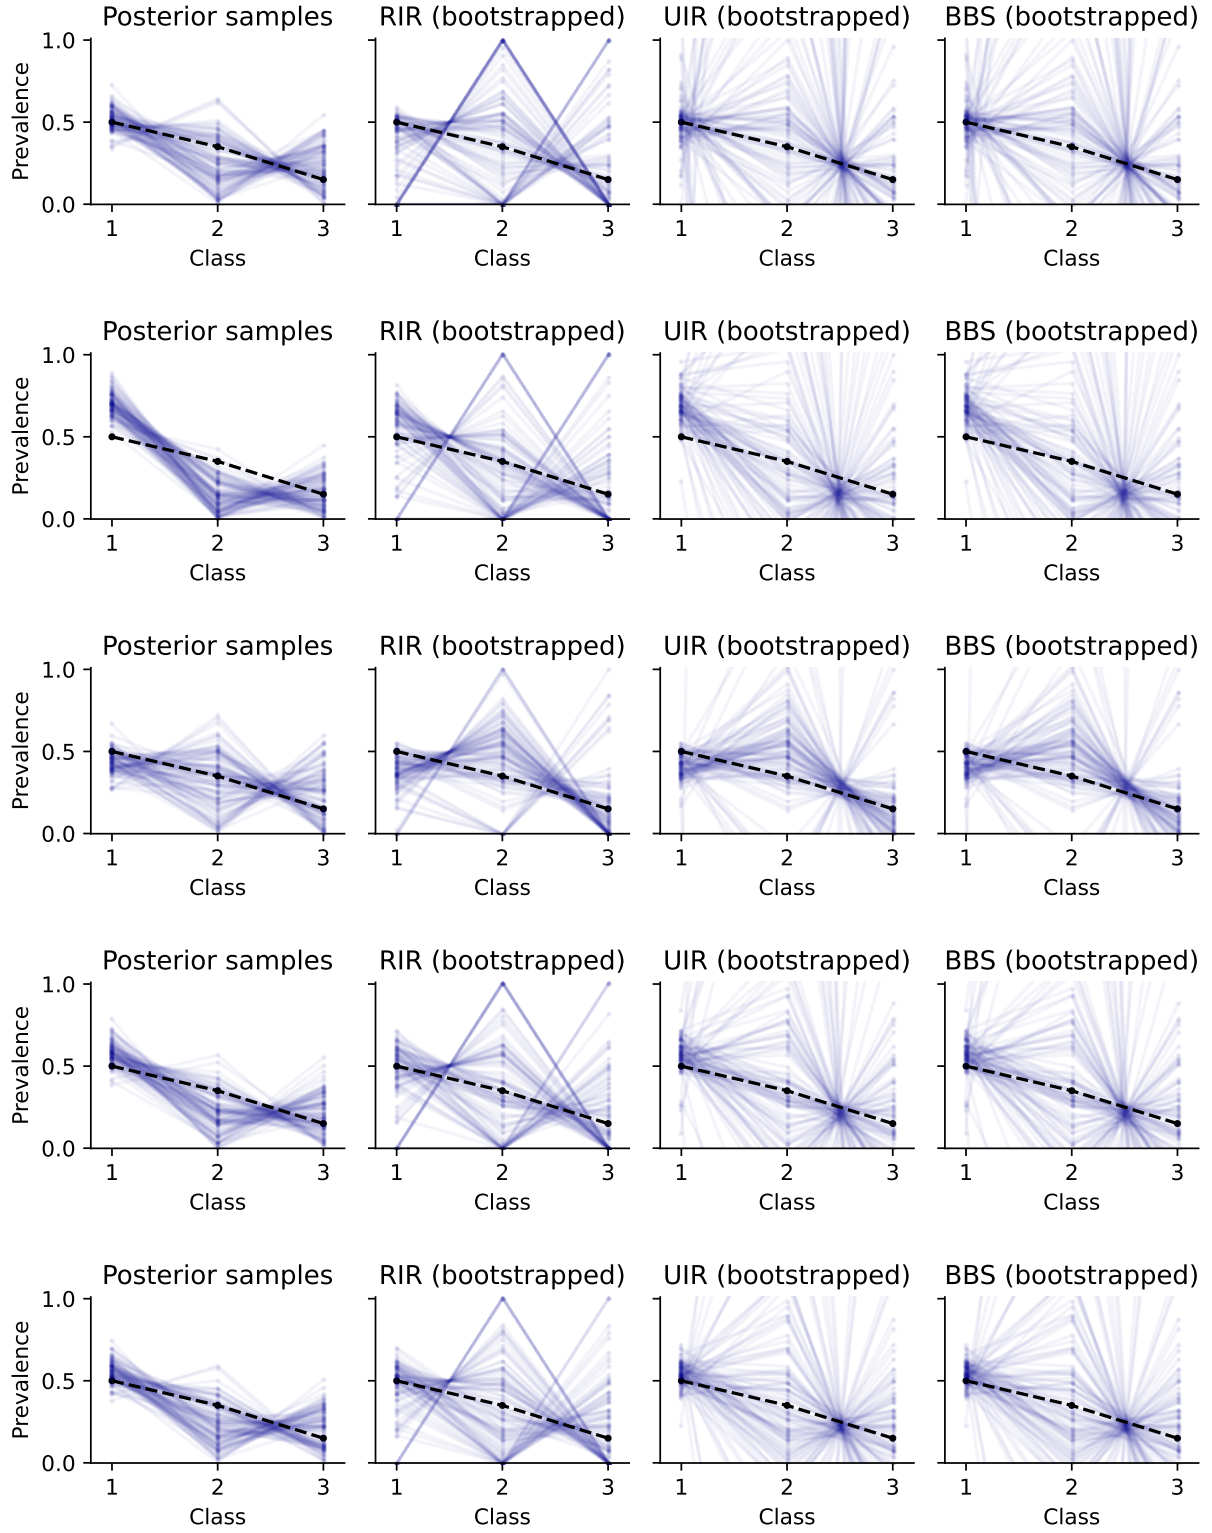 Posterior samples RIR (bootstrapped) UIR (bootstrapped) BBS (bootstrapped)
Prevalence
1.0
0.5
0.0
1 2 3 1 2 3 1 2 3 1 2 3
Class Class Class Class
Posterior samples RIR (bootstrapped) UIR (bootstrapped) BBS (bootstrapped)
Prevalence
1.0
0.5
0.0
1 2 3 1 2 3 1 2 3 1 2 3
Class Class Class Class
Posterior samples RIR (bootstrapped) UIR (bootstrapped) BBS (bootstrapped)
Prevalence
1.0
0.5
0.0
1 2 3 1 2 3 1 2 3 1 2 3
Class Class Class Class
Posterior samples RIR (bootstrapped) UIR (bootstrapped) BBS (bootstrapped)
Prevalence
1.0
0.5
0.0
1 2 3 1 2 3 1 2 3 1 2 3
Class Class Class Class
Posterior samples RIR (bootstrapped) UIR (bootstrapped) BBS (bootstrapped)
Prevalence
1.0
0.5
0.0
1 2 3 1 2 3 1 2 3 1 2 3
Class Class Class Class